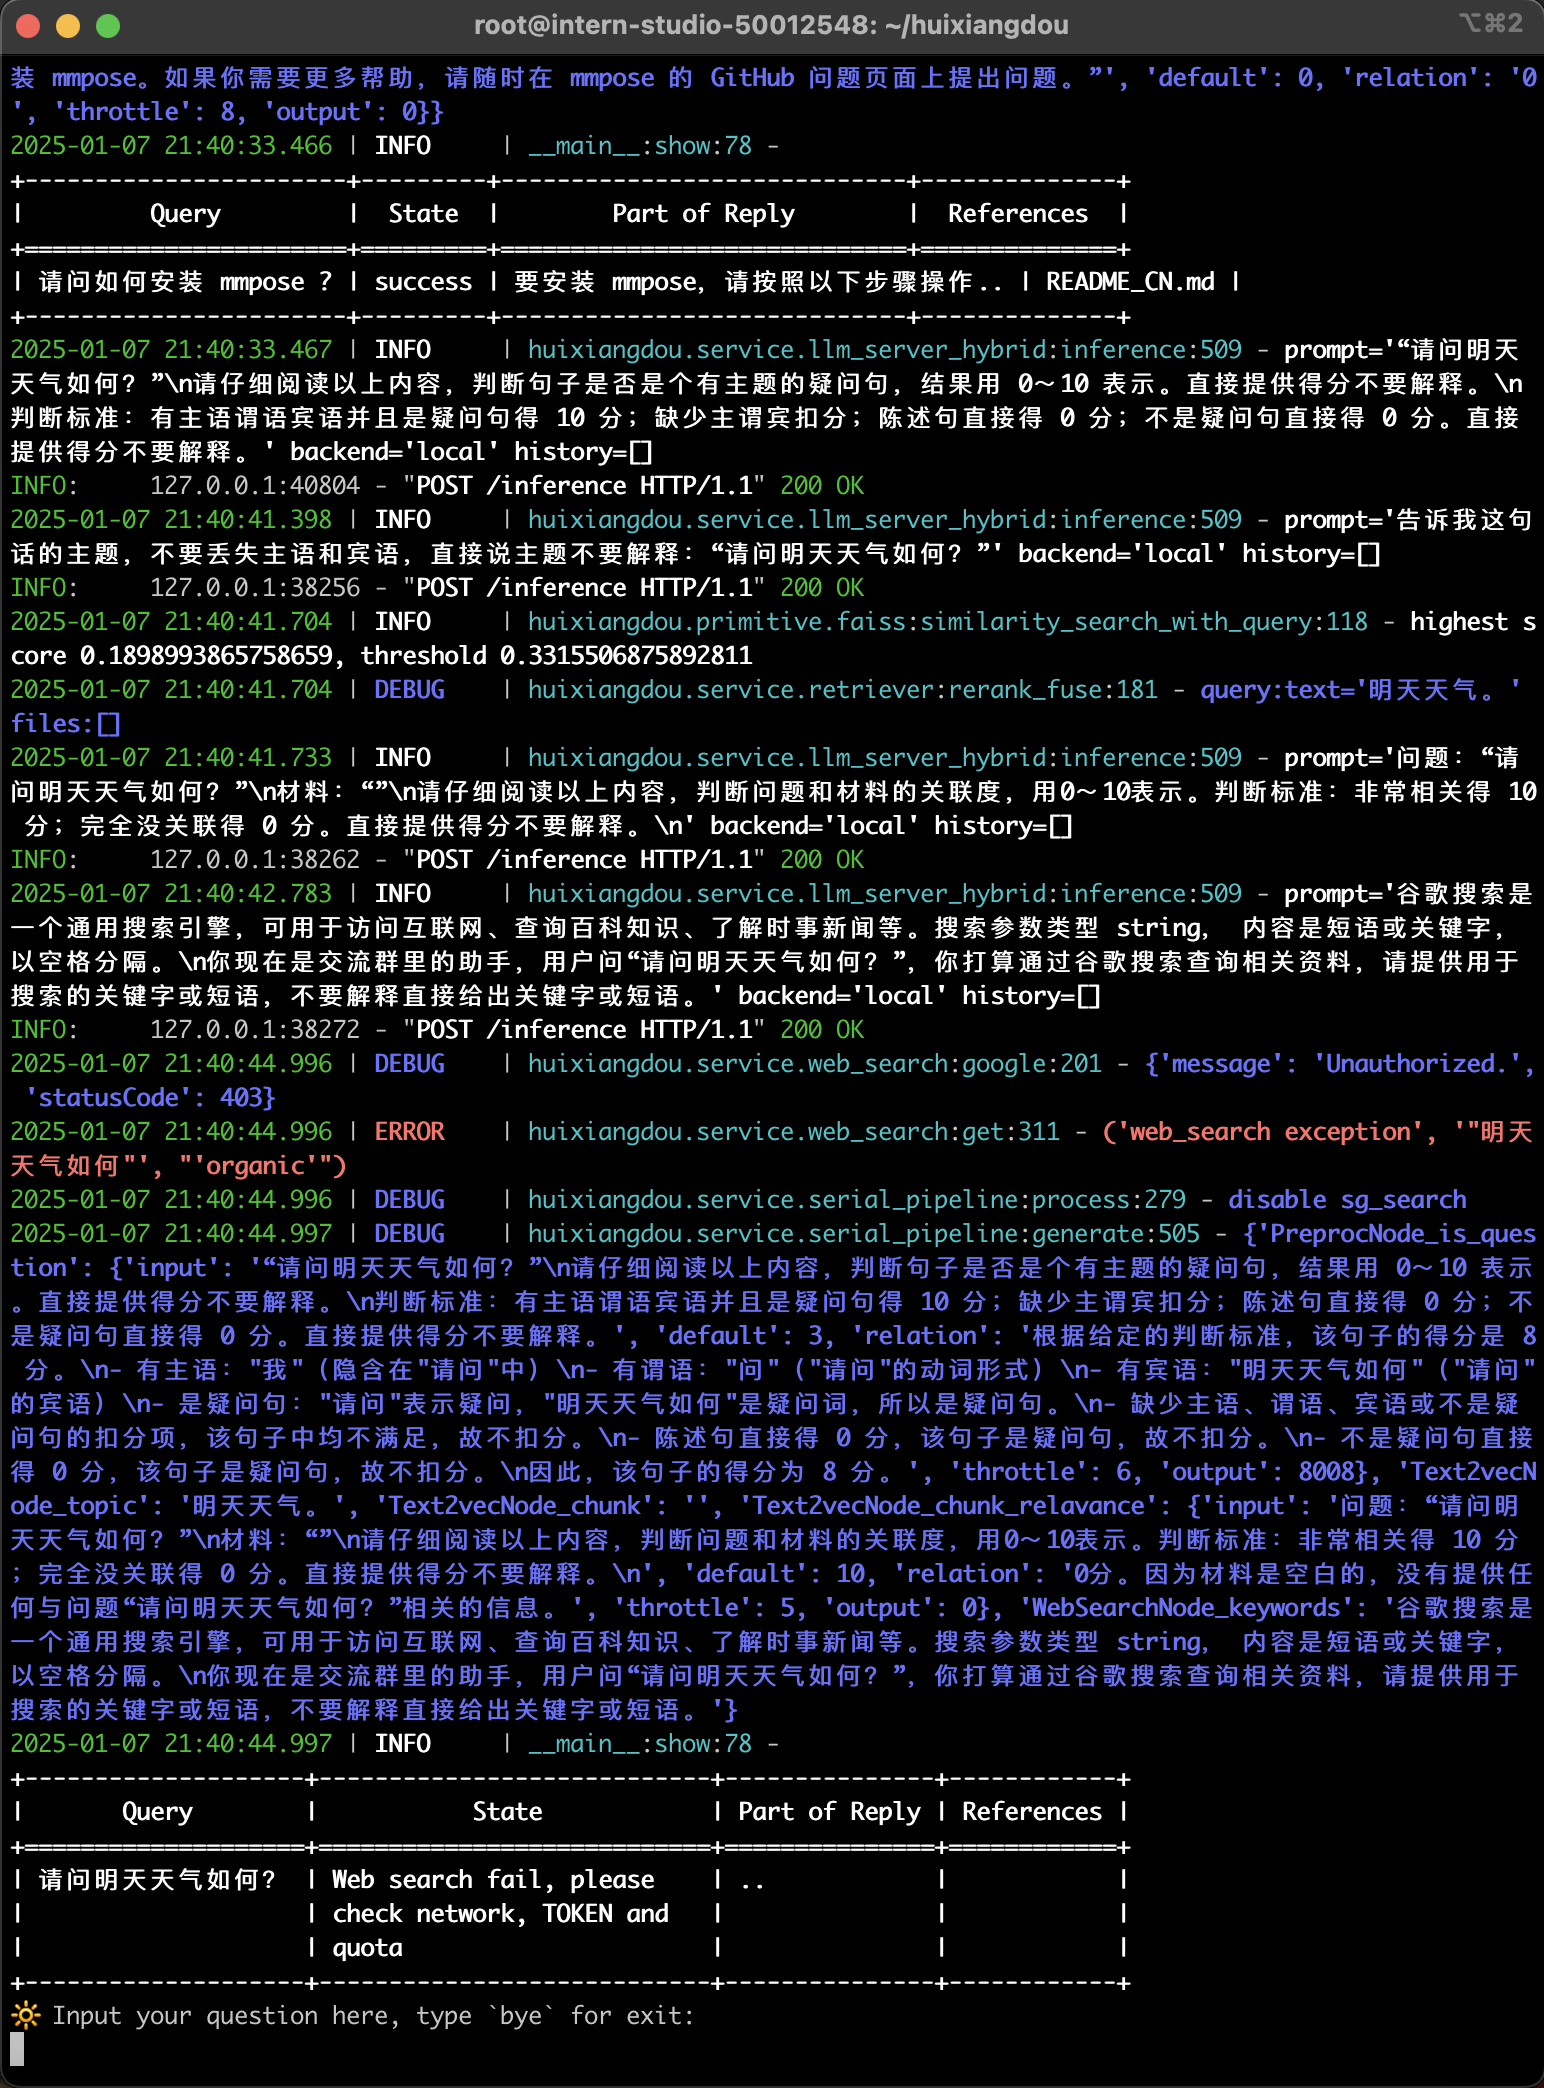 root@intern-studio-50012548: ~/huixiangdou
⌥⌘2
装 mmpose。如果你需要更多帮助，请随时在 mmpose 的 GitHub 问题页面上提出问题。”', 'default': 0, 'relation': '0
', 'throttle': 8, 'output': 0}}
2025-01-07 21:40:33.466 | INFO     | __main__:show:78 -
+-----------------------+---------+-----------------------------+--------------+
|         Query         |  State  |        Part of Reply        |  References  |
+=======================+=========+=============================+==============+
| 请问如何安装 mmpose ？| success | 要安装 mmpose，请按照以下步骤操作.. | README_CN.md |
+-----------------------+---------+-----------------------------+--------------+
2025-01-07 21:40:33.467 | INFO     | huixiangdou.service.llm_server_hybrid:inference:509 - prompt='“请问明天
天气如何？”\n请仔细阅读以上内容，判断句子是否是个有主题的疑问句，结果用 0～10 表示。直接提供得分不要解释。\n
判断标准：有主语谓语宾语并且是疑问句得 10 分；缺少主谓宾扣分；陈述句直接得 0 分；不是疑问句直接得 0 分。直接
提供得分不要解释。' backend='local' history=[]
INFO:     127.0.0.1:40804 - "POST /inference HTTP/1.1" 200 OK
2025-01-07 21:40:41.398 | INFO     | huixiangdou.service.llm_server_hybrid:inference:509 - prompt='告诉我这句
话的主题，不要丢失主语和宾语，直接说主题不要解释：“请问明天天气如何？”' backend='local' history=[]
INFO:     127.0.0.1:38256 - "POST /inference HTTP/1.1" 200 OK
2025-01-07 21:40:41.704 | INFO     | huixiangdou.primitive.faiss:similarity_search_with_query:118 - highest s
core 0.1898993865758659, threshold 0.3315506875892811
2025-01-07 21:40:41.704 | DEBUG    | huixiangdou.service.retriever:rerank_fuse:181 - query:text='明天天气。'
files:[]
2025-01-07 21:40:41.733 | INFO     | huixiangdou.service.llm_server_hybrid:inference:509 - prompt='问题：“请
问明天天气如何？”\n材料：“”\n请仔细阅读以上内容，判断问题和材料的关联度，用0～10表示。判断标准：非常相关得 10
 分；完全没关联得 0 分。直接提供得分不要解释。\n' backend='local' history=[]
INFO:     127.0.0.1:38262 - "POST /inference HTTP/1.1" 200 OK
2025-01-07 21:40:42.783 | INFO     | huixiangdou.service.llm_server_hybrid:inference:509 - prompt='谷歌搜索是
一个通用搜索引擎，可用于访问互联网、查询百科知识、了解时事新闻等。搜索参数类型 string， 内容是短语或关键字，
以空格分隔。\n你现在是交流群里的助手，用户问“请问明天天气如何？”，你打算通过谷歌搜索查询相关资料，请提供用于
搜索的关键字或短语，不要解释直接给出关键字或短语。' backend='local' history=[]
INFO:     127.0.0.1:38272 - "POST /inference HTTP/1.1" 200 OK
2025-01-07 21:40:44.996 | DEBUG    | huixiangdou.service.web_search:google:201 - {'message': 'Unauthorized.',
 'statusCode': 403}
2025-01-07 21:40:44.996 | ERROR    | huixiangdou.service.web_search:get:311 - ('web_search exception', '"明天
天气如何"', "'organic'")
2025-01-07 21:40:44.996 | DEBUG    | huixiangdou.service.serial_pipeline:process:279 - disable sg_search
2025-01-07 21:40:44.997 | DEBUG    | huixiangdou.service.serial_pipeline:generate:505 - {'PreprocNode_is_ques
tion': {'input': '“请问明天天气如何？”\n请仔细阅读以上内容，判断句子是否是个有主题的疑问句，结果用 0～10 表示
。直接提供得分不要解释。\n判断标准：有主语谓语宾语并且是疑问句得 10 分；缺少主谓宾扣分；陈述句直接得 0 分；不
是疑问句直接得 0 分。直接提供得分不要解释。', 'default': 3, 'relation': '根据给定的判断标准，该句子的得分是 8
 分。\n- 有主语："我"（隐含在"请问"中）\n- 有谓语："问"（"请问"的动词形式）\n- 有宾语："明天天气如何"（"请问"
的宾语）\n- 是疑问句："请问"表示疑问，"明天天气如何"是疑问词，所以是疑问句。\n- 缺少主语、谓语、宾语或不是疑
问句的扣分项，该句子中均不满足，故不扣分。\n- 陈述句直接得 0 分，该句子是疑问句，故不扣分。\n- 不是疑问句直接
得 0 分，该句子是疑问句，故不扣分。\n因此，该句子的得分为 8 分。', 'throttle': 6, 'output': 8008}, 'Text2vecN
ode_topic': '明天天气。', 'Text2vecNode_chunk': '', 'Text2vecNode_chunk_relavance': {'input': '问题：“请问明
天天气如何？”\n材料：“”\n请仔细阅读以上内容，判断问题和材料的关联度，用0～10表示。判断标准：非常相关得 10 分
；完全没关联得 0 分。直接提供得分不要解释。\n', 'default': 10, 'relation': '0分。因为材料是空白的，没有提供任
何与问题“请问明天天气如何？”相关的信息。', 'throttle': 5, 'output': 0}, 'WebSearchNode_keywords': '谷歌搜索是
一个通用搜索引擎，可用于访问互联网、查询百科知识、了解时事新闻等。搜索参数类型 string， 内容是短语或关键字，
以空格分隔。\n你现在是交流群里的助手，用户问“请问明天天气如何？”，你打算通过谷歌搜索查询相关资料，请提供用于
搜索的关键字或短语，不要解释直接给出关键字或短语。'}
2025-01-07 21:40:44.997 | INFO     | __main__:show:78 -
+--------------------+----------------------------+---------------+------------+
|       Query        |           State            | Part of Reply | References |
+====================+============================+===============+============+
| 请问明天天气如何？ | Web search fail, please    | ..            |            |
|                    | check network, TOKEN and   |               |            |
|                    | quota                      |               |            |
+--------------------+----------------------------+---------------+------------+
🔆 Input your question here, type `bye` for exit: